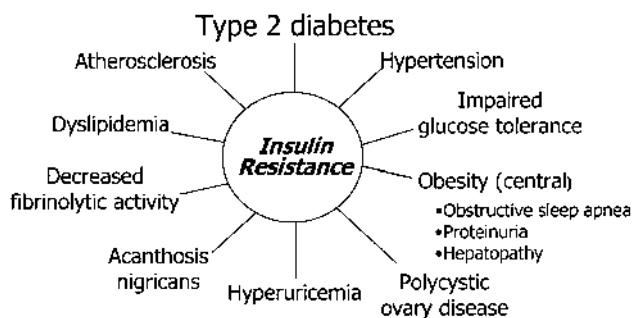 Type 2 diabetes
Atherosclerosis
Hypertension
Impaired
glucose tolerance
Dyslipidemia
Insulin
Resistance
Decreased
fibrinolytic activity
Obesity (central)
▪Obstructive sleep apnea
•Proteinuria
•Hepatopathy
Acanthosis
nigricans
Hyperuricemia
Polycystic
ovary disease